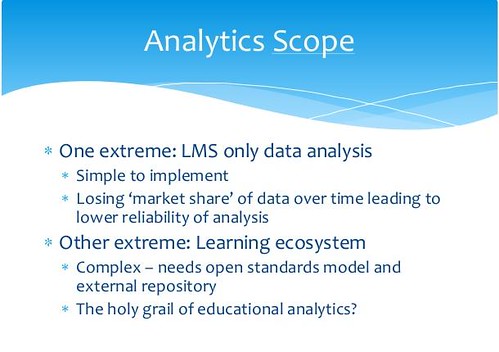 Analytics Scope
* One extreme: LMS only data analysis
* Simple to implement
* Losing ‘market share’ of data over time leading to
lower reliability of analysis
* Other extreme: Learning ecosystem
* Complex – needs open standards model and
external repository
* The holy grail of educational analytics?